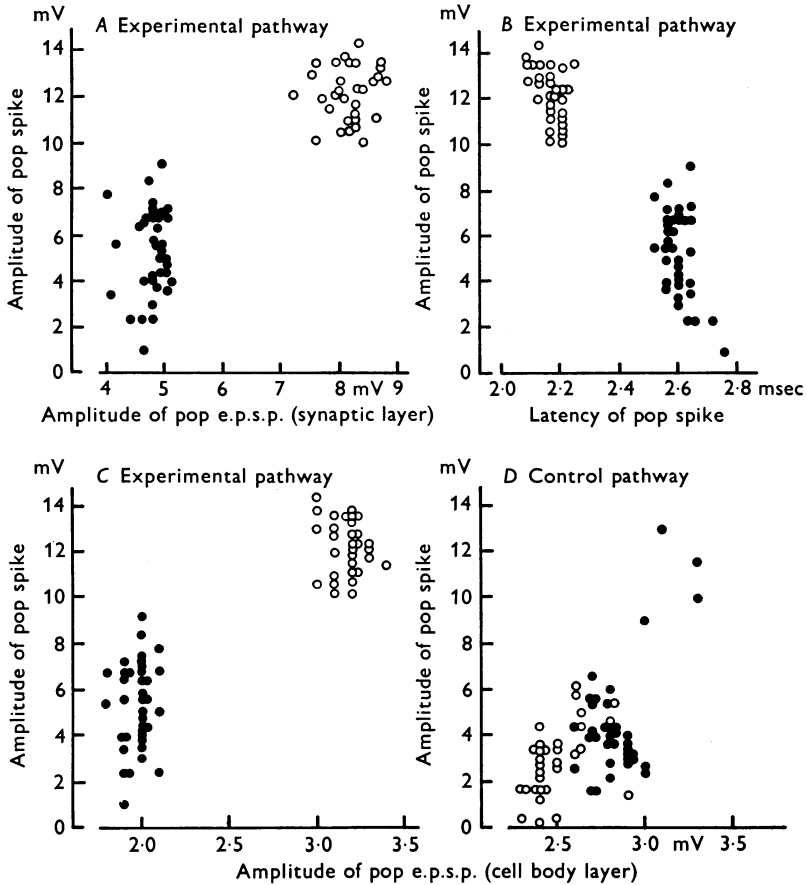 mV
A Experimental pathway
14
12
10
8
6
4
2
0
Amplitude of pop spike
4 5 6 7 8 mV 9
Amplitude of pop e.p.s.p. (synaptic layer)
mV
B Experimental pathway
14
12
10
8
6
4
2
0
Amplitude of pop spike
2·0 2·2 2·4 2·6 2·8 msec
Latency of pop spike
mV
C Experimental pathway
14
12
10
8
6
4
2
0
Amplitude of pop spike
2·0 3·0 3·5
mV
D Control pathway
14
12
10
8
6
4
2
0
Amplitude of pop spike
2·5 3·0 mV 3·5
Amplitude of pop e.p.s.p. (cell body layer)